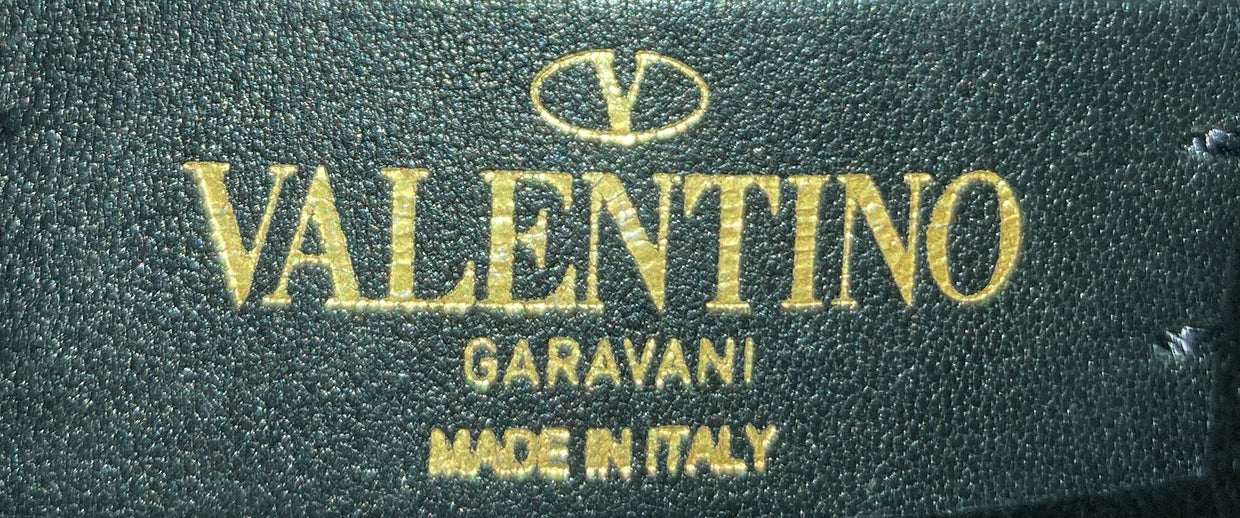 V
VALENTINO
GARAVANI
MADE IN ITALY